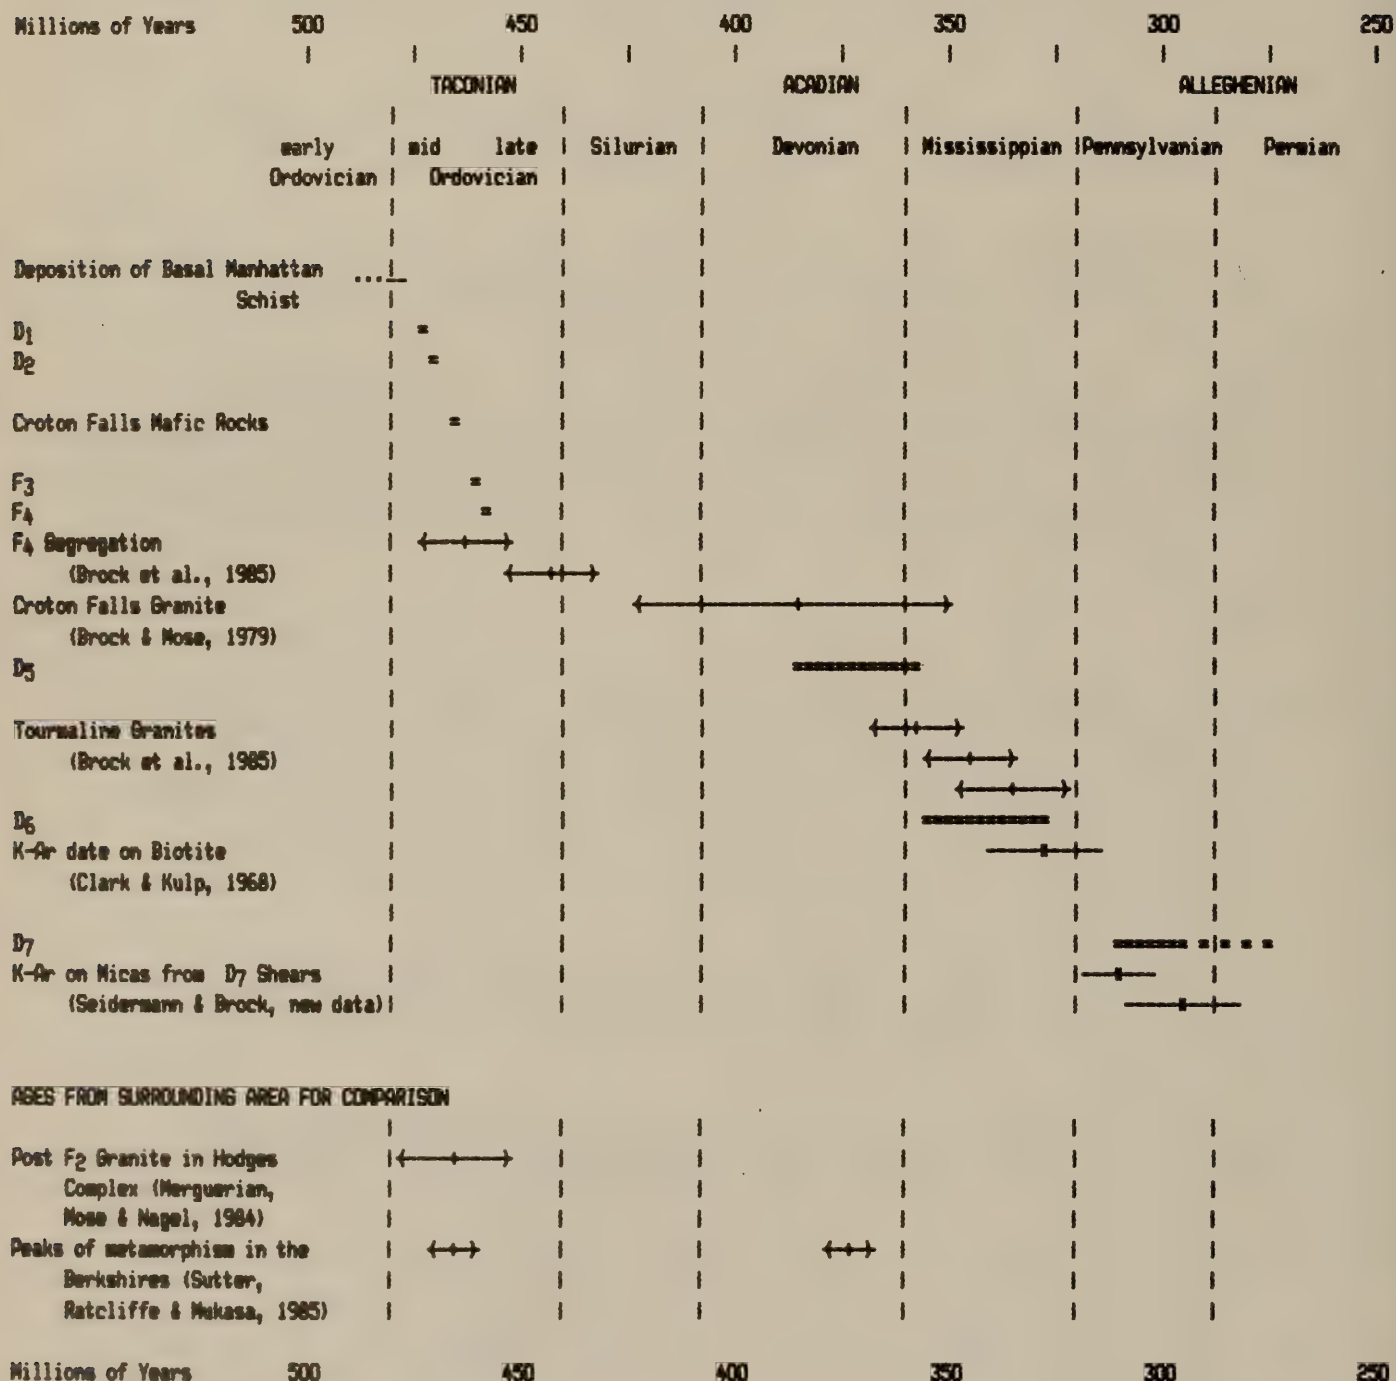 Millions of Years 500 450 400 350 300 250
TACONIAN ACADIAN ALLEGHENIAN
early mid late Silurian Devonian Mississippian Pennsylvanian Permian
Ordovician Ordovician
Deposition of Basal Manhattan
Schist
D1
D2
Croton Falls Mafic Rocks
F3
F4
F4 Segregation
(Brock et al., 1985)
Croton Falls Granite
(Brock & Mose, 1979)
D5
Tourmaline Granites
(Brock et al., 1985)
D6
K-Ar date on Biotite
(Clark & Kulp, 1968)
D7
K-Ar on Micas from D7 Shears
(Seidermann & Brock, new data)
AGES FROM SURROUNDING AREA FOR COMPARISON
Post F2 Granite in Hodges
Complex (Merguerian,
Mose & Nagel, 1984)
Peaks of metamorphism in the
Berkshires (Sutter,
Ratcliffe & Mukasa, 1985)
Millions of Years 500 450 400 350 300 250